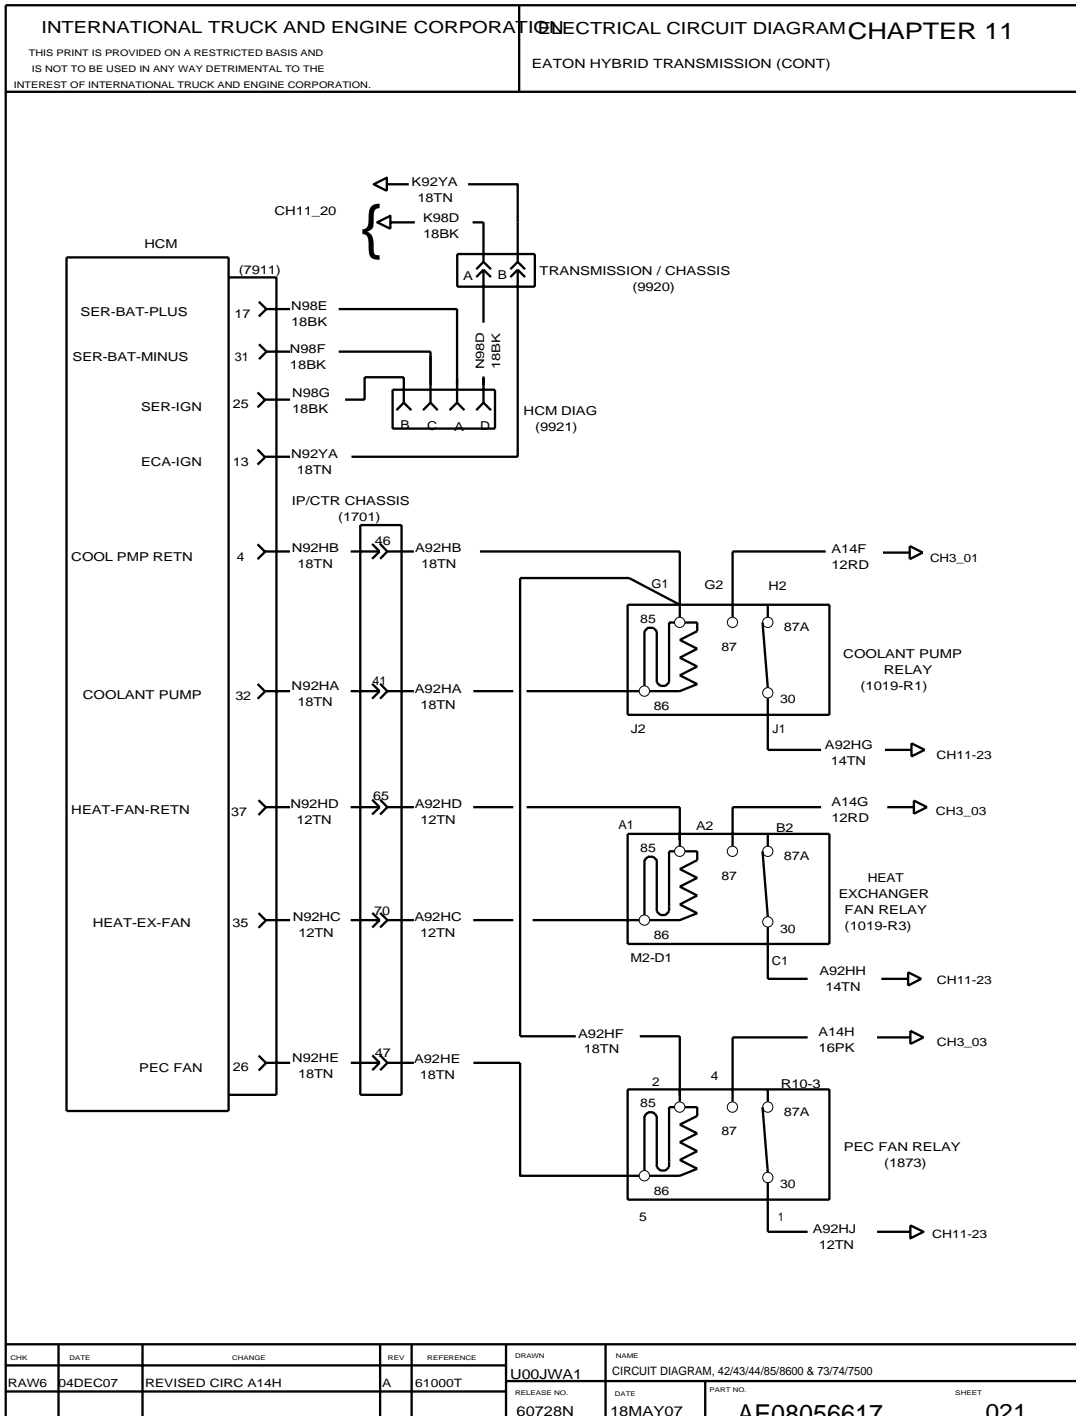 INTERNATIONAL TRUCK AND ENGINE CORPORATION
THIS PRINT IS PROVIDED ON A RESTRICTED BASIS AND
IS NOT TO BE USED IN ANY WAY DETRIMENTAL TO THE
INTEREST OF INTERNATIONAL TRUCK AND ENGINE CORPORATION.
ELECTRICAL CIRCUIT DIAGRAM
CHAPTER 11
EATON HYBRID TRANSMISSION (CONT)
K92YA
18TN
CH11_20
K98D
18BK
HCM
(7911)
A B
TRANSMISSION / CHASSIS
(9920)
SER-BAT-PLUS
17
N98E
18BK
N98D
18BK
SER-BAT-MINUS
31
N98F
18BK
SER-IGN
25
N98G
18BK
B C A D
HCM DIAG
(9921)
ECA-IGN
13
N92YA
18TN
IP/CTR CHASSIS
(1701)
COOL PMP RETN
4
N92HB
18TN
46
A92HB
18TN
A14F
12RD
CH3_01
G1
G2
H2
85
87
87A
COOLANT PUMP
RELAY
(1019-R1)
COOLANT PUMP
32
N92HA
18TN
41
A92HA
18TN
86
30
J2
J1
A92HG
14TN
CH11-23
HEAT-FAN-RETN
37
N92HD
12TN
65
A92HD
12TN
A14G
12RD
CH3_03
A1
A2
B2
85
87
87A
HEAT
EXCHANGER
FAN RELAY
(1019-R3)
HEAT-EX-FAN
35
N92HC
12TN
70
A92HC
12TN
86
30
M2-D1
C1
A92HH
14TN
CH11-23
A92HF
18TN
A14H
16PK
CH3_03
PEC FAN
26
N92HE
18TN
47
A92HE
18TN
2
4
R10-3
85
87
87A
PEC FAN RELAY
(1873)
86
30
5
1
A92HJ
12TN
CH11-23
CHK DATE CHANGE REV REFERENCE
RAW6 04DEC07 REVISED CIRC A14H A 61000T
DRAWN
U00JWA1
NAME
CIRCUIT DIAGRAM, 42/43/44/85/8600 & 73/74/7500
RELEASE NO.
60728N
DATE
18MAY07
PART NO.
AE08056617
SHEET
021